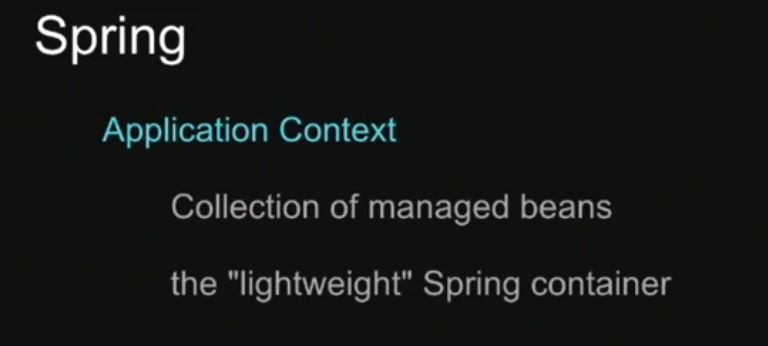 Spring
Application Context
Collection of managed beans
the "lightweight" Spring container